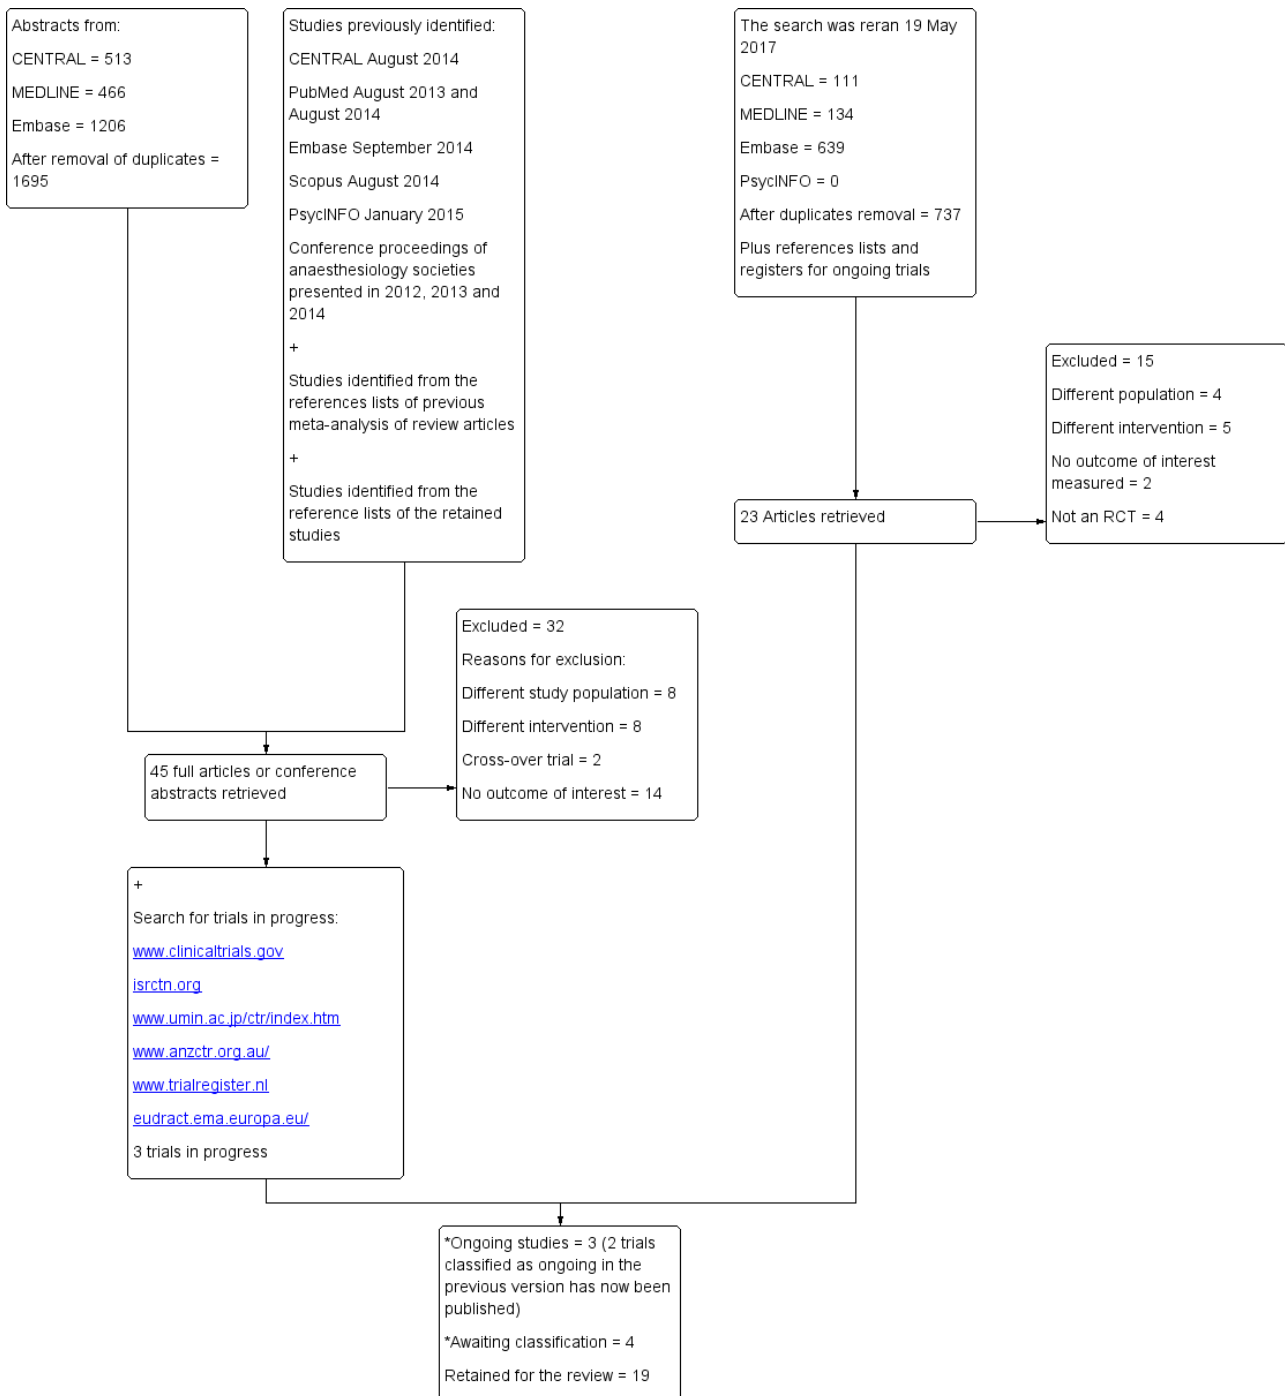 Abstracts from:
CENTRAL = 513
MEDLINE = 466
Embase = 1206
After removal of duplicates =
1695
Studies previously identified:
CENTRAL August 2014
PubMed August 2013 and
August 2014
Embase September 2014
Scopus August 2014
PsycINFO January 2015
Conference proceedings of
anaesthesiology societies
presented in 2012, 2013 and
2014
+
Studies identified from the
references lists of previous
meta-analysis of review articles
+
Studies identified from the
reference lists of the retained
studies
The search was reran 19 May
2017
CENTRAL = 111
MEDLINE = 134
Embase = 639
PsycINFO = 0
After duplicates removal = 737
Plus references lists and
registers for ongoing trials
Excluded = 15
Different population = 4
Different intervention = 5
No outcome of interest
measured = 2
Not an RCT = 4
23 Articles retrieved
Excluded = 32
Reasons for exclusion:
Different study population = 8
Different intervention = 8
Cross-over trial = 2
No outcome of interest = 14
45 full articles or conference
abstracts retrieved
+
Search for trials in progress:
www.clinicaltrials.gov
isrctn.org
www.umin.ac.jp/ctr/index.htm
www.anzctr.org.au/
www.trialregister.nl
eudract.ema.europa.eu/
3 trials in progress
*Ongoing studies = 3 (2 trials
classified as ongoing in the
previous version has now been
published)
*Awaiting classification = 4
Retained for the review = 19